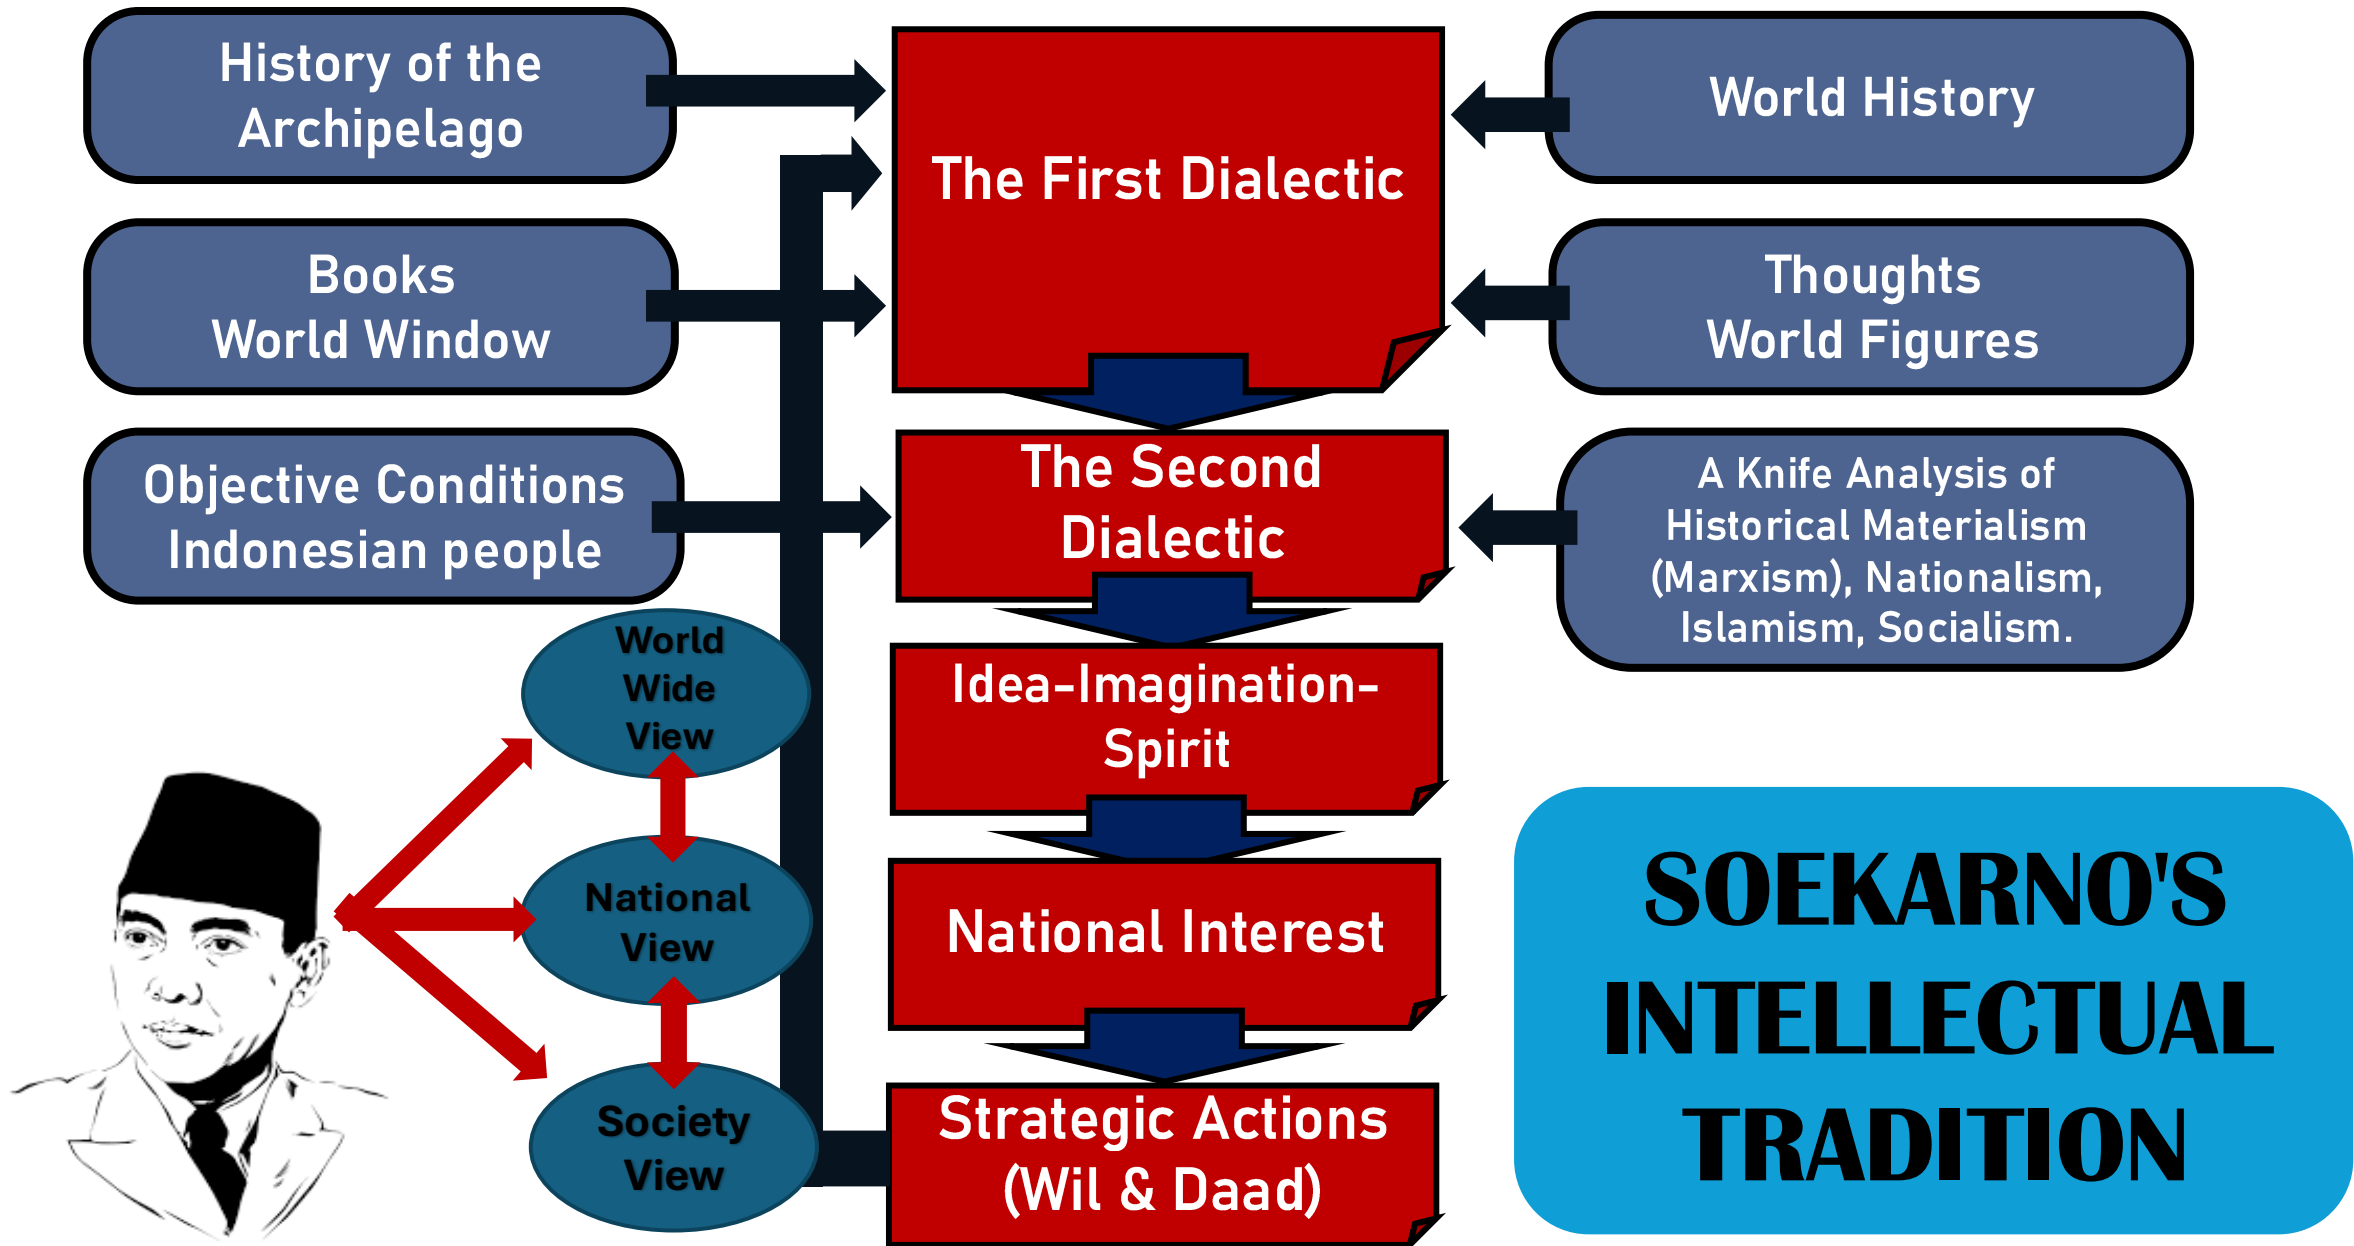 History of the
Archipelago
The First Dialectic
World History
Books
World Window
Thoughts
World Figures
Objective Conditions
Indonesian people
The Second
Dialectic
A Knife Analysis of
Historical Materialism
(Marxism), Nationalism,
Islamism, Socialism.
World
Wide
View
Idea-Imagination-
Spirit
National
View
National Interest
Society
View
Strategic Actions
(Wil & Daad)
SOEKARNO'S
INTELLECTUAL
TRADITION